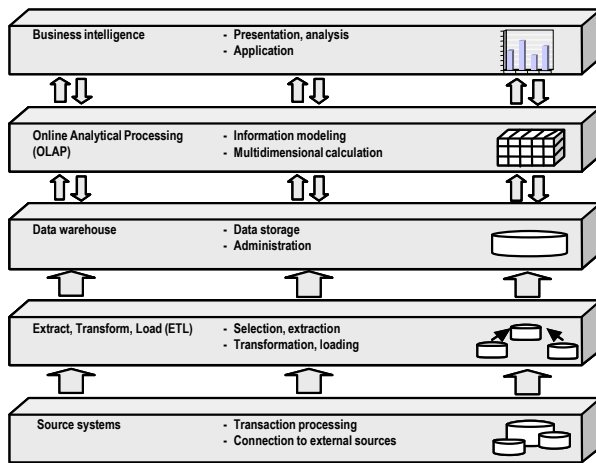 Business intelligence - Presentation, analysis
- Application
Online Analytical Processing - Information modeling
(OLAP) - Multidimensional calculation
Data warehouse - Data storage
- Administration
Extract, Transform, Load (ETL) - Selection, extraction
- Transformation, loading
Source systems - Transaction processing
- Connection to external sources